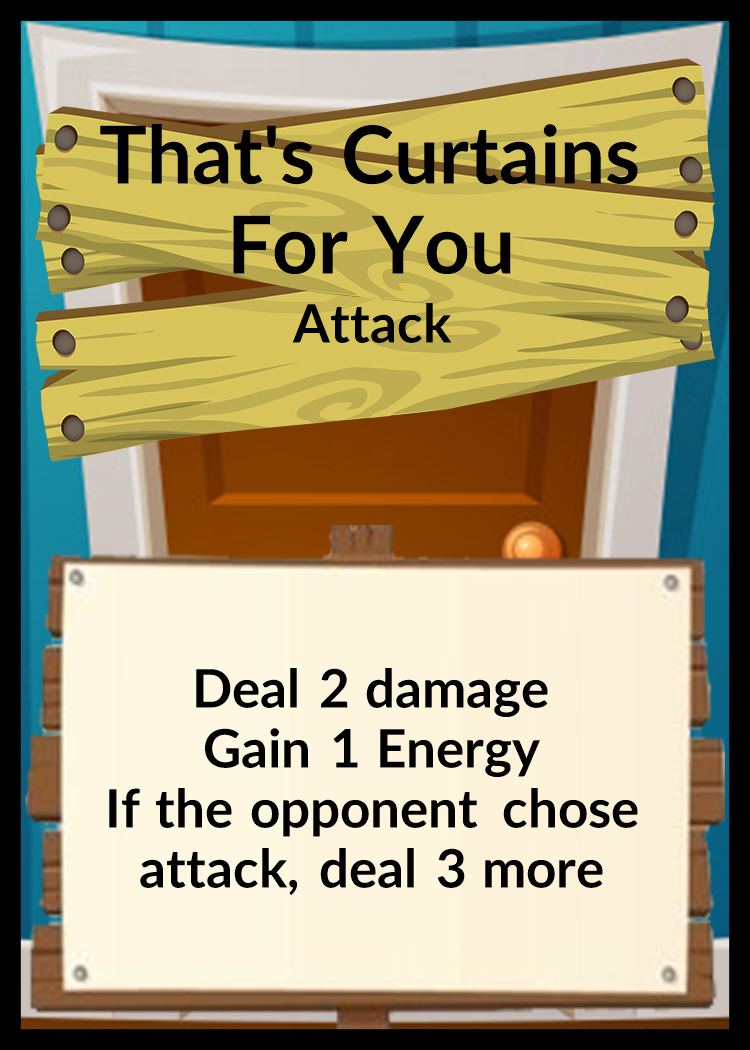 That's Curtains
For You
Attack
Deal 2 damage
Gain 1 Energy
If the opponent chose
attack, deal 3 more